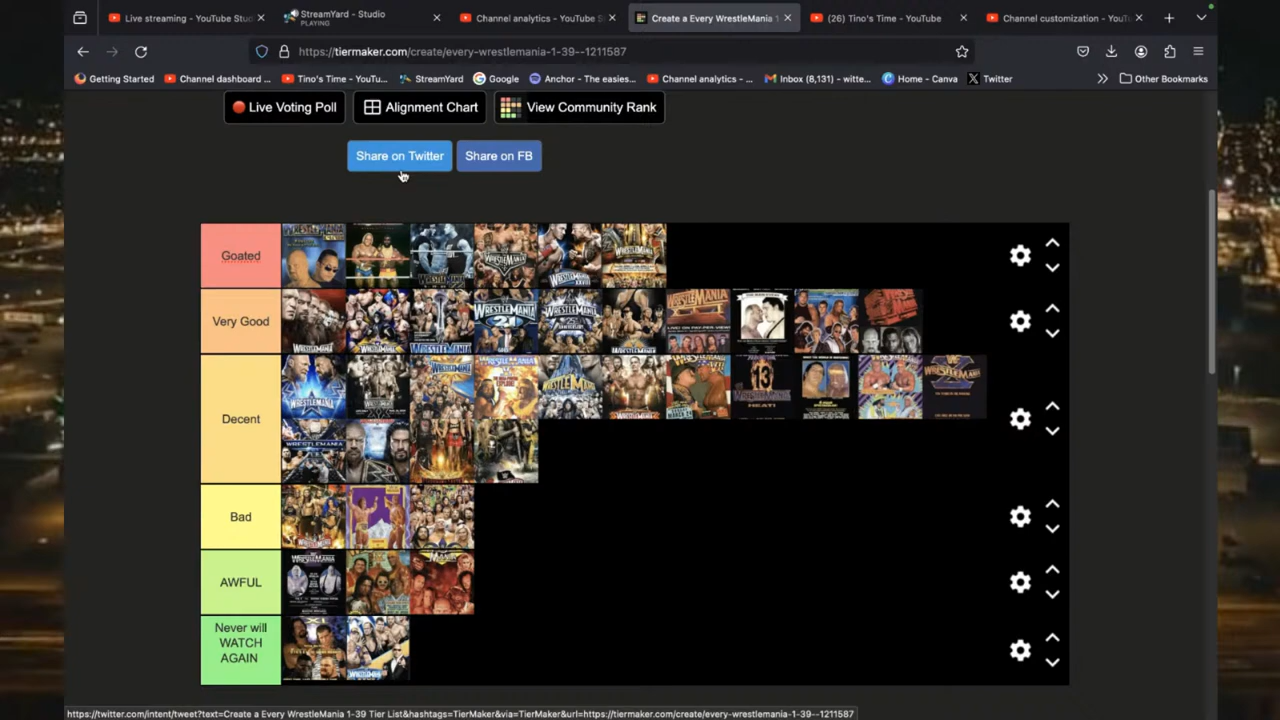 Live streaming - YouTube Stu
StreamYard - Studio
PLAYING
Channel analytics - YouTube S
Create a Every WrestleMania 1
(26) Tino's Time - YouTube
Channel customization - YouTu
https://tiermaker.com/create/every-wrestlemania-1-39--1211587
Getting Started
Channel dashboard ...
Tino's Time - YouTu...
StreamYard
Google
Anchor - The easies...
Channel analytics - ...
Inbox (8,131) - witte...
Home - Canva
Twitter
Other Bookmarks
Live Voting Poll
Alignment Chart
View Community Rank
Share on Twitter
Share on FB
Goated
Very Good
WRESTLEMANIA
21
Decent
13
Bad
AWFUL
Never will
WATCH
AGAIN
https://twitter.com/intent/tweet?text=Create a Every WrestleMania 1-39 Tier List&hashtags=TierMaker&via=TierMaker&url=https://tiermaker.com/create/every-wrestlemania-1-39--1211587